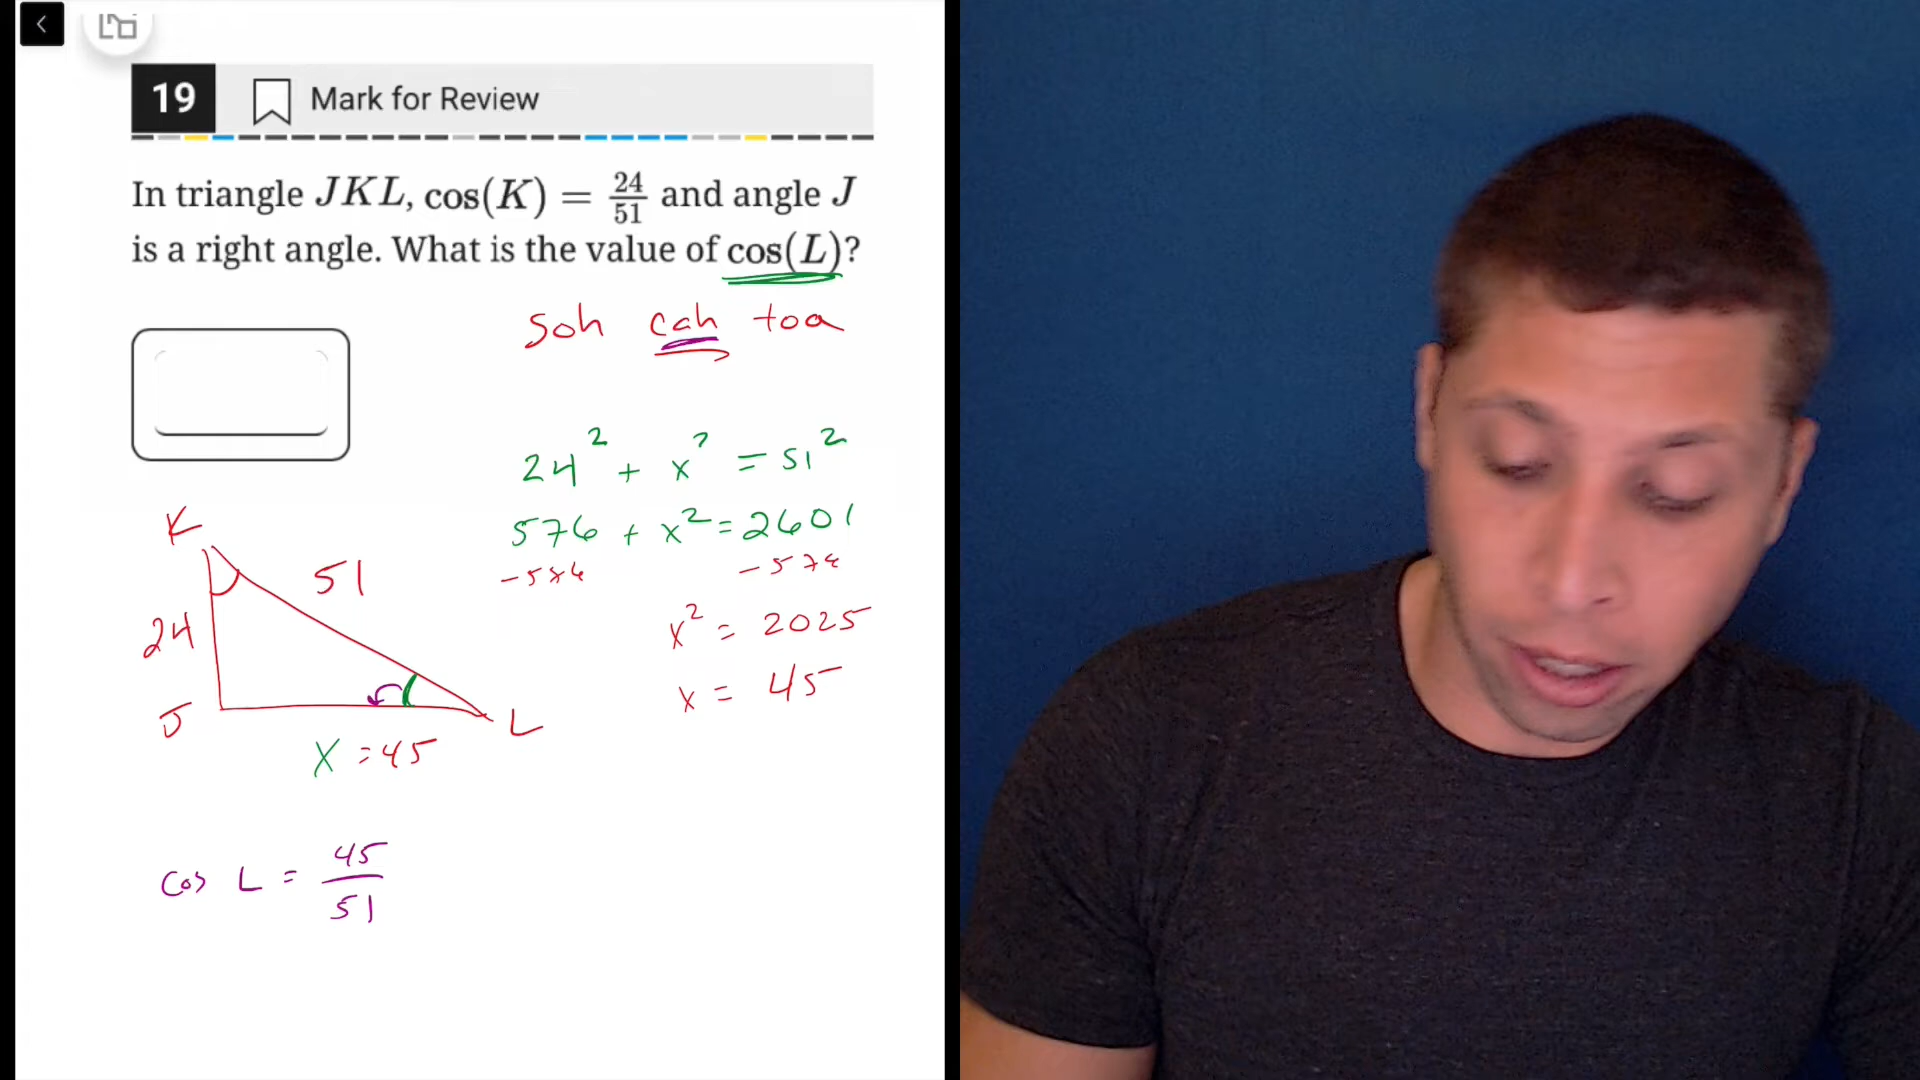 19 Mark for Review
In triangle JKL, cos(K) = 24/51 and angle J
is a right angle. What is the value of cos(L)?
Soh cah toa
24² + x² = 51²
576 + x² = 2601
-576 -576
x² = 2025
x = 45
K
51
24
J
L
X = 45
cos L = 45/51